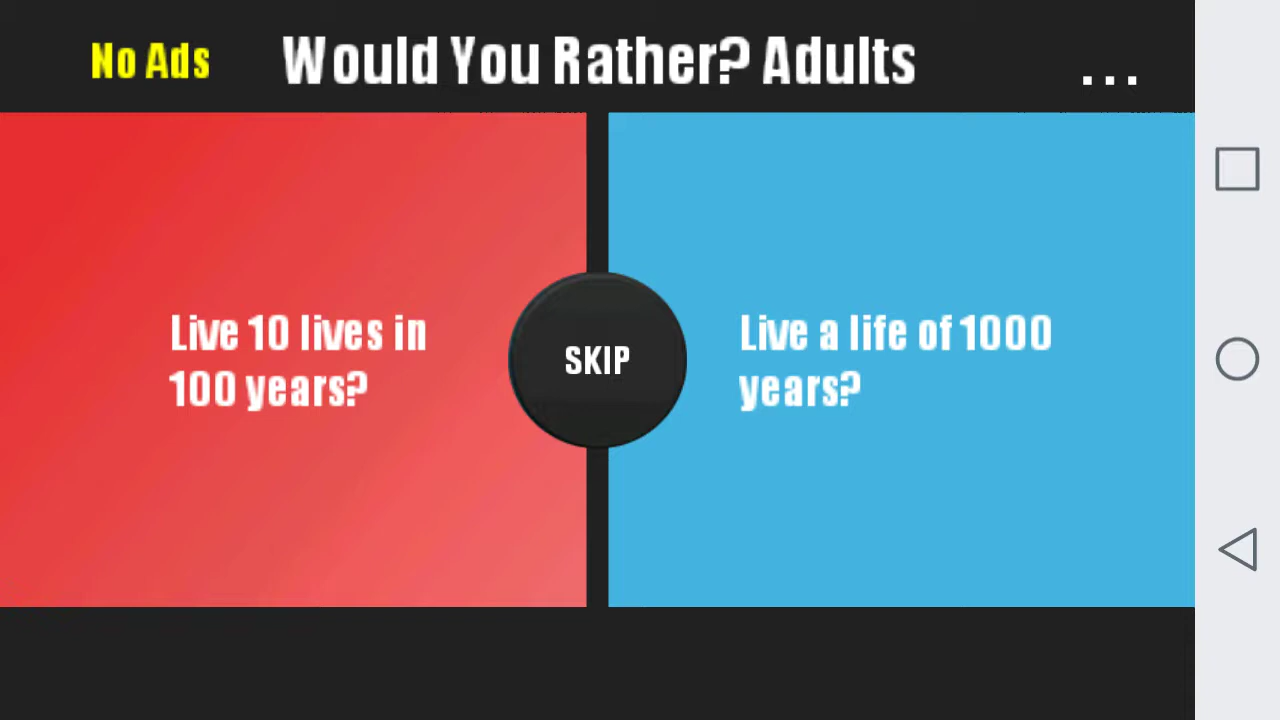 No Ads
Would You Rather? Adults
...
Live 10 lives in
100 years?
SKIP
Live a life of 1000
years?